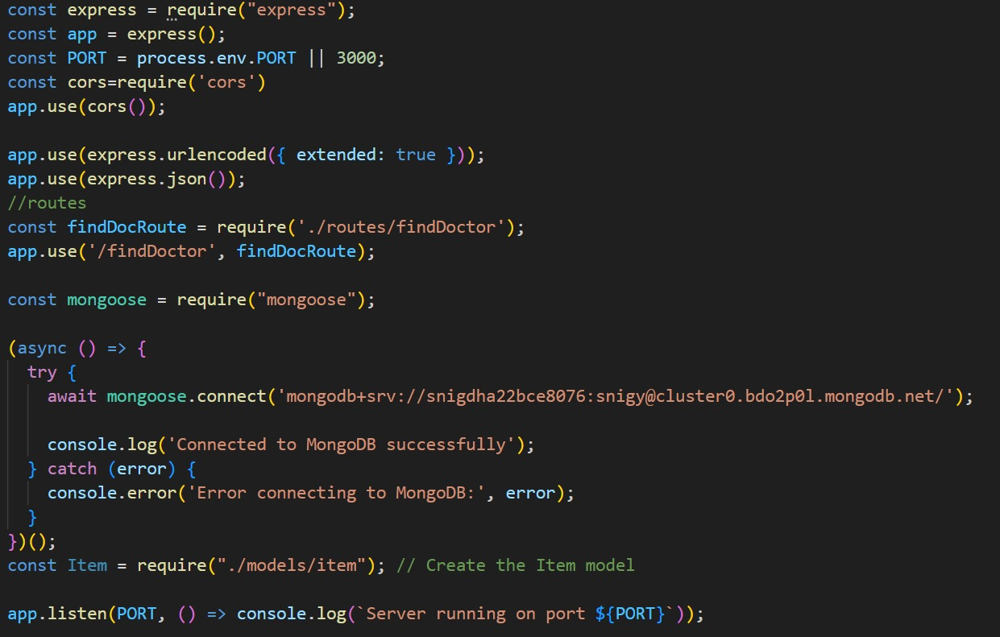 const express = require("express");
const app = express();
const PORT = process.env.PORT || 3000;
const cors=require('cors')
app.use(cors());
app.use(express.urlencoded({ extended: true }));
app.use(express.json());
//routes
const findDocRoute = require('./routes/findDoctor');
app.use('/findDoctor', findDocRoute);
const mongoose = require("mongoose");
(async () => {
  try {
    await mongoose.connect('mongodb+srv://snigdha22bce8076:snigy@cluster0.bdo2p0l.mongodb.net/');
    console.log('Connected to MongoDB successfully');
  } catch (error) {
    console.error('Error connecting to MongoDB:', error);
  }
})();
const Item = require("./models/item"); // Create the Item model
app.listen(PORT, () => console.log(`Server running on port ${PORT}`));